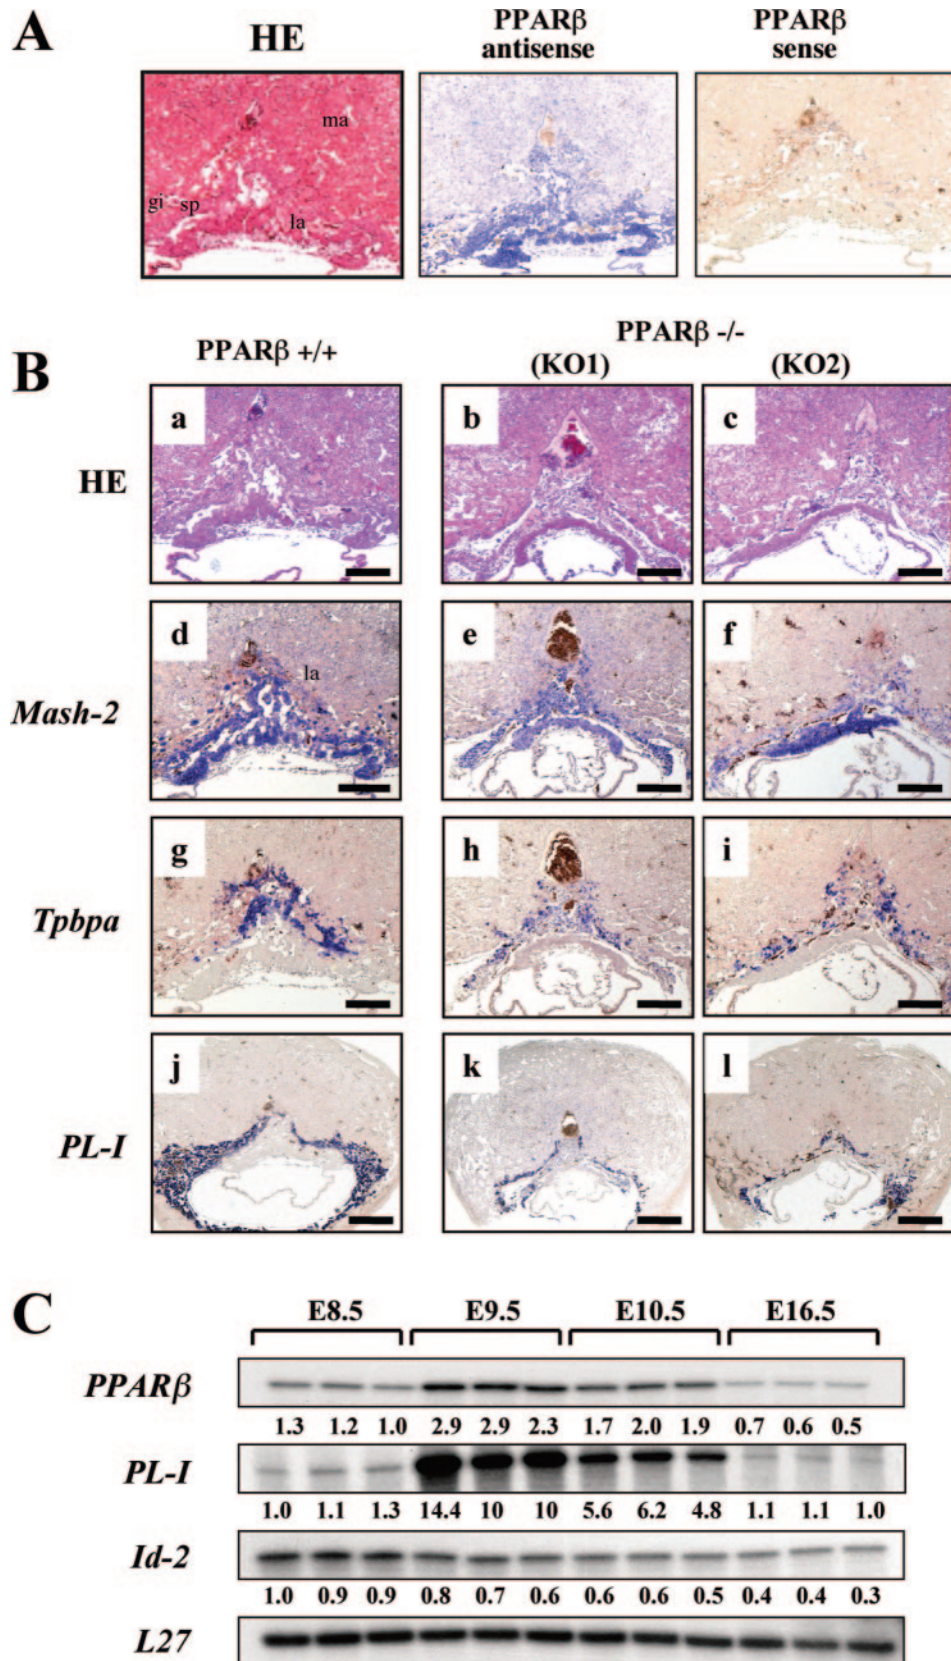 A
HE
PPARβ antisense
PPARβ sense
ma
gi
sp
la
B
PPARβ +/+
PPARβ -/-
(KO1)
(KO2)
HE
a
b
c
Mash-2
d
la
e
f
Tpbpa
g
h
i
PL-I
j
k
l
C
E8.5 E9.5 E10.5 E16.5
PPARβ
1.3 1.2 1.0 2.9 2.9 2.3 1.7 2.0 1.9 0.7 0.6 0.5
PL-I
1.0 1.1 1.3 14.4 10 10 5.6 6.2 4.8 1.1 1.1 1.0
Id-2
1.0 0.9 0.9 0.8 0.7 0.6 0.6 0.6 0.5 0.4 0.4 0.3
L27